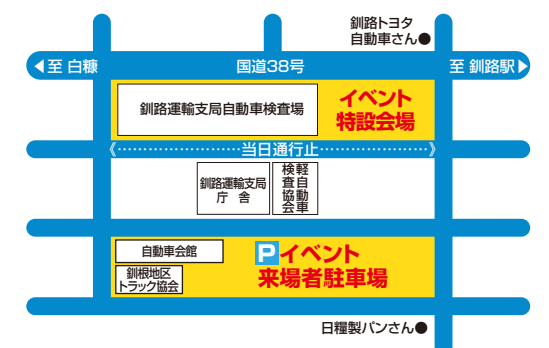 釧路トヨタ
自動車さん●
◀至 白糠
国道38号
至 釧路駅▶
釧路運輸支局自動車検査場
イベント
特設会場
《…………………当日通行止…………………》
釧路運輸支局
庁 舎
軽自動車
検査協会
自動車会館
釧根地区
トラック協会
Pイベント
来場者駐車場
日糧製パンさん●